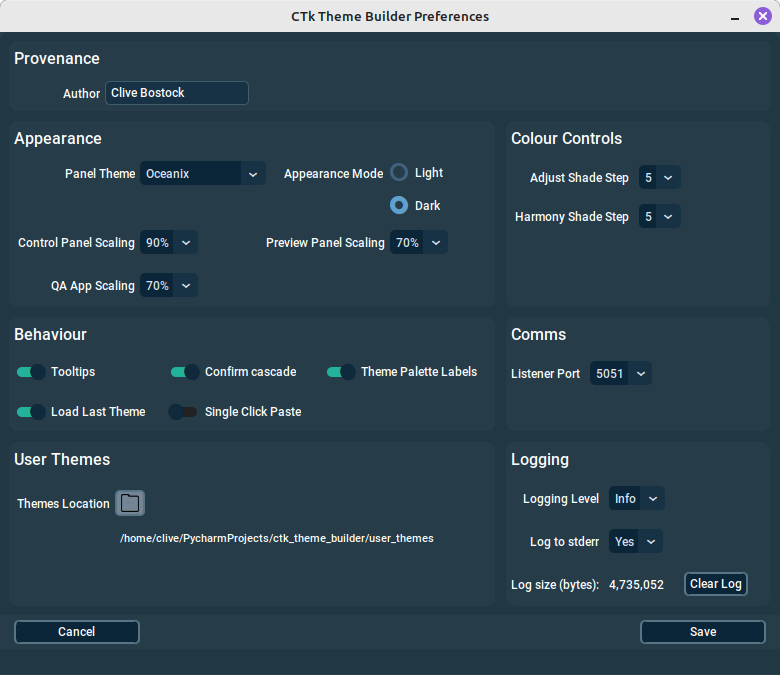 CTk Theme Builder Preferences
Provenance
Author Clive Bostock
Appearance
Panel Theme Oceanix Appearance Mode Light
Dark
Control Panel Scaling 90% Preview Panel Scaling 70%
QA App Scaling 70%
Colour Controls
Adjust Shade Step 5
Harmony Shade Step 5
Behaviour
Tooltips Confirm cascade Theme Palette Labels
Load Last Theme Single Click Paste
Comms
Listener Port 5051
User Themes
Themes Location
/home/clive/PycharmProjects/ctk_theme_builder/user_themes
Logging
Logging Level Info
Log to stderr Yes
Log size (bytes): 4,735,052 Clear Log
Cancel Save